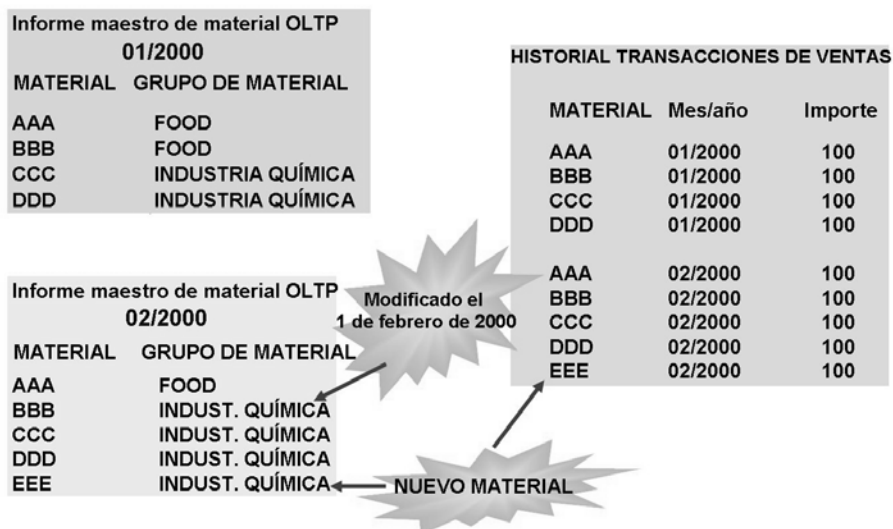 Informe maestro de material OLTP
01/2000
MATERIAL GRUPO DE MATERIAL
AAA FOOD
BBB FOOD
CCC INDUSTRIA QUÍMICA
DDD INDUSTRIA QUÍMICA
HISTORIAL TRANSACCIONES DE VENTAS
MATERIAL Mes/año Importe
AAA 01/2000 100
BBB 01/2000 100
CCC 01/2000 100
DDD 01/2000 100
AAA 02/2000 100
BBB 02/2000 100
CCC 02/2000 100
DDD 02/2000 100
EEE 02/2000 100
Informe maestro de material OLTP
02/2000
MATERIAL GRUPO DE MATERIAL
AAA FOOD
BBB INDUST. QUÍMICA
CCC INDUST. QUÍMICA
DDD INDUST. QUÍMICA
EEE INDUST. QUÍMICA
Modificado el
1 de febrero de 2000
NUEVO MATERIAL